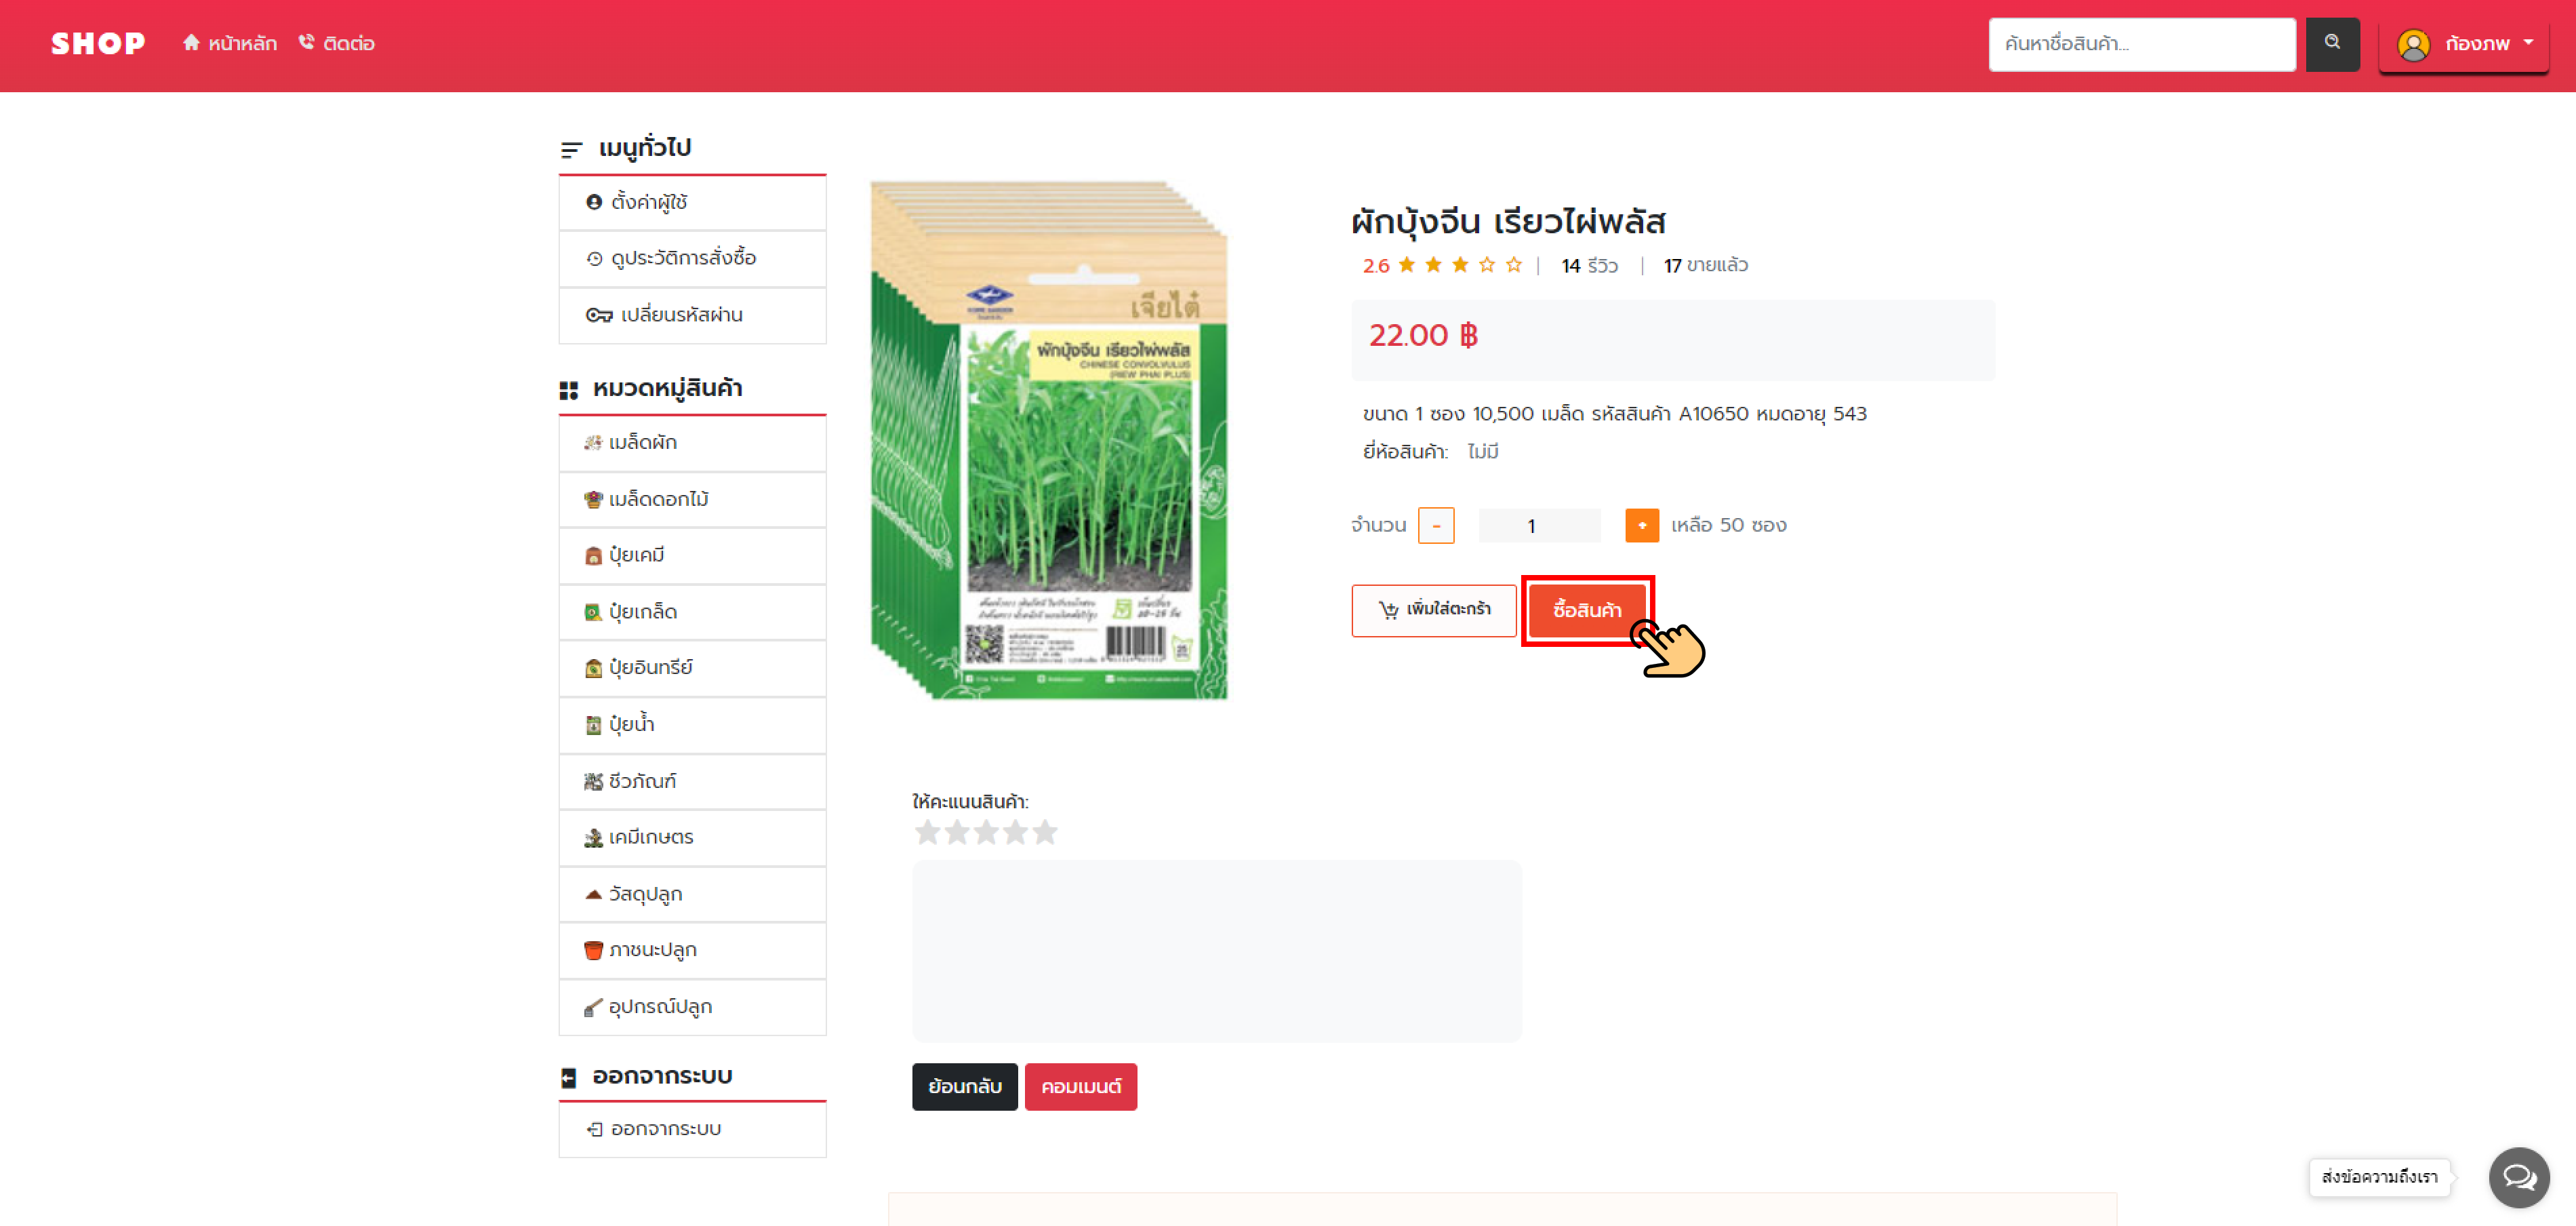 SHOP หน้าหลัก ติดต่อ ค้นหาชื่อสินค้า... ก้องภพ
เมนูทั่วไป
ตั้งค่าผู้ใช้
ดูประวัติการสั่งซื้อ
เปลี่ยนรหัสผ่าน
หมวดหมู่สินค้า
เมล็ดผัก
เมล็ดดอกไม้
ปุ๋ยเคมี
ปุ๋ยเกล็ด
ปุ๋ยอินทรีย์
ปุ๋ยน้ำ
ชีวภัณฑ์
เคมีเกษตร
วัสดุปลูก
ภาชนะปลูก
อุปกรณ์ปลูก
ออกจากระบบ
ออกจากระบบ
เจียไต๋
ผักบุ้งจีน เรียวไผ่พลัส
CHINESE CONVOLVULUS
(RIEW PHAI PLUS)
ผักบุ้งจีน เรียวไผ่พลัส
2.6 | 14 รีวิว | 17 ขายแล้ว
22.00 ฿
ขนาด 1 ซอง 10,500 เมล็ด รหัสสินค้า A10650 หมดอายุ 543
ยี่ห้อสินค้า: ไม่มี
จำนวน - 1 + เหลือ 50 ซอง
เพิ่มใส่ตะกร้า ซื้อสินค้า
ให้คะแนนสินค้า:
ย้อนกลับ คอมเมนต์
ส่งข้อความถึงเรา